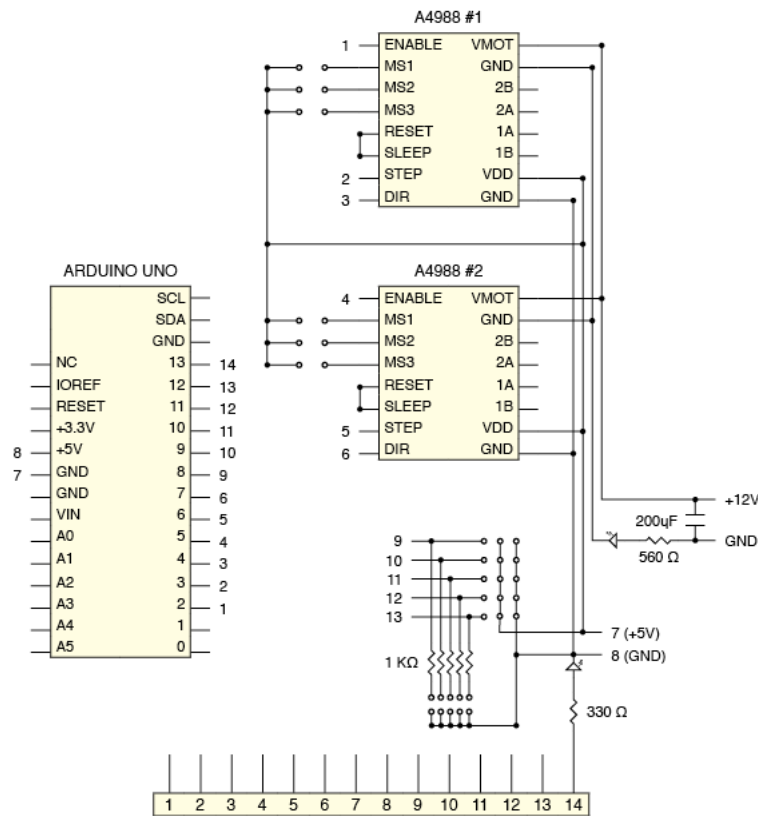 A4988 #1
1 ENABLE VMOT
MS1 GND
MS2 2B
MS3 2A
RESET 1A
SLEEP 1B
2 STEP VDD
3 DIR GND
A4988 #2
4 ENABLE VMOT
MS1 GND
MS2 2B
MS3 2A
RESET 1A
SLEEP 1B
5 STEP VDD
6 DIR GND
ARDUINO UNO
SCL
SDA
GND
NC 13 14
IOREF 12 13
RESET 11 12
+3.3V 10 11
8 +5V 9 10
7 GND 8 9
GND 7 6
VIN 6 5
A0 5 4
A1 4 3
A2 3 2
A3 2 1
A4 1
A5 0
+12V
200uF
GND
560 Ω
9
10
11
12
13
7 (+5V)
8 (GND)
1 KΩ
330 Ω
1 2 3 4 5 6 7 8 9 10 11 12 13 14